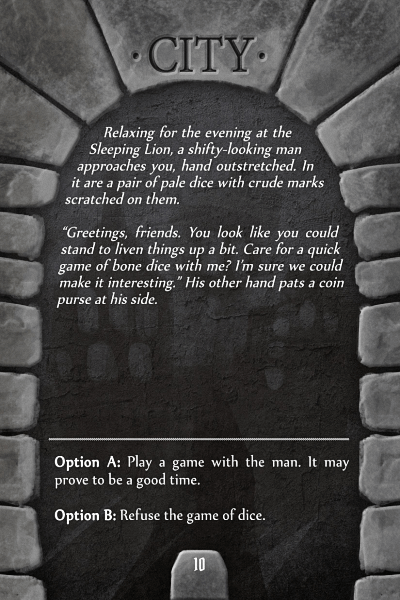 · CITY ·
Relaxing for the evening at the
Sleeping Lion, a shifty-looking man
approaches you, hand outstretched. In
it are a pair of pale dice with crude marks
scratched on them.
“Greetings, friends. You look like you could
stand to liven things up a bit. Care for a quick
game of bone dice with me? I’m sure we could
make it interesting.” His other hand pats a coin
purse at his side.
Option A: Play a game with the man. It may
prove to be a good time.
Option B: Refuse the game of dice.
10